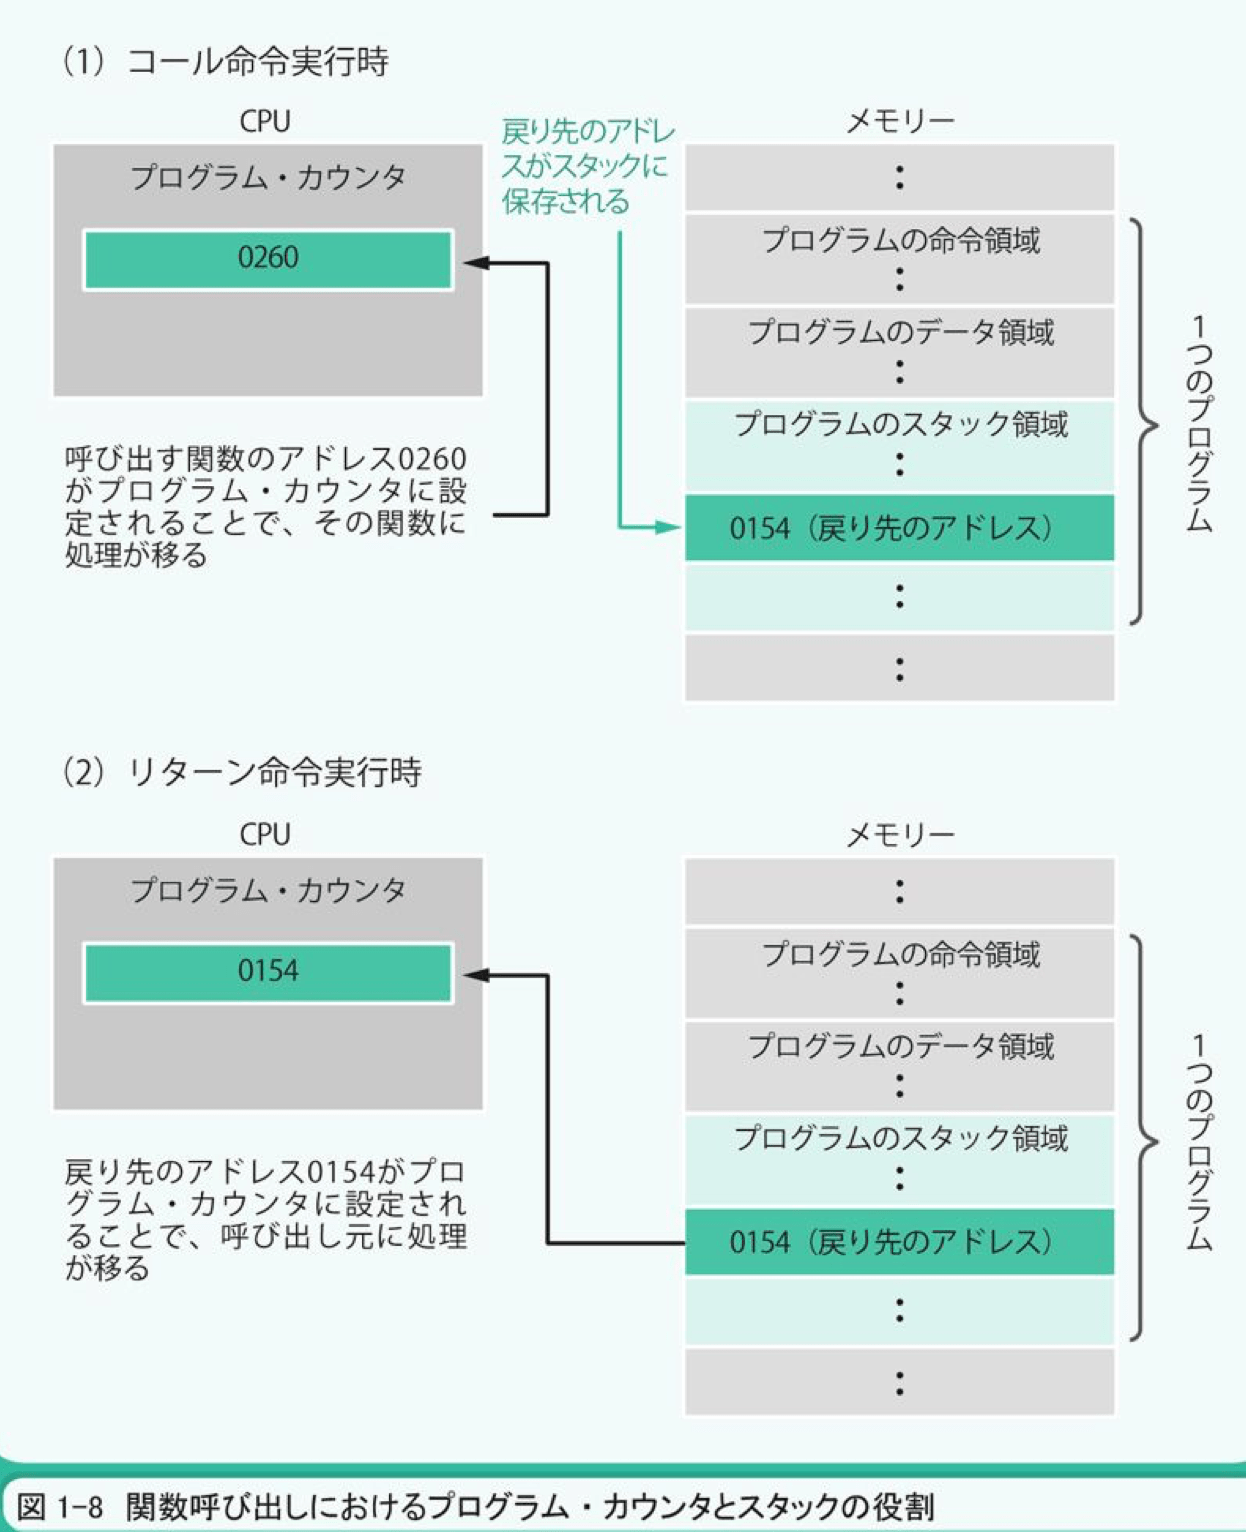 （1）コール命令実行時
CPU
プログラム・カウンタ
0260
呼び出す関数のアドレス0260
がプログラム・カウンタに設
定されることで、その関数に
処理が移る
戻り先のアドレ
スがスタックに
保存される
メモリー
：
プログラムの命令領域
：
プログラムのデータ領域
：
プログラムのスタック領域
：
0154（戻り先のアドレス）
：
：
1つのプログラム
（2）リターン命令実行時
CPU
プログラム・カウンタ
0154
戻り先のアドレス0154がプロ
グラム・カウンタに設定され
ることで、呼び出し元に処理
が移る
メモリー
：
プログラムの命令領域
：
プログラムのデータ領域
：
プログラムのスタック領域
：
0154（戻り先のアドレス）
：
：
1つのプログラム
図 1-8 関数呼び出しにおけるプログラム・カウンタとスタックの役割